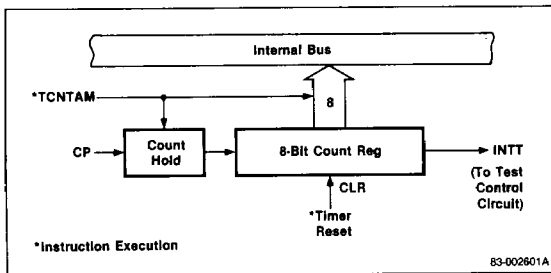 Internal Bus
*TCNTAM
8
CP
Count
Hold
8-Bit Count Reg
INTT
(To Test
Control
Circuit)
CLR
*Timer
Reset
*Instruction Execution
83-002601A